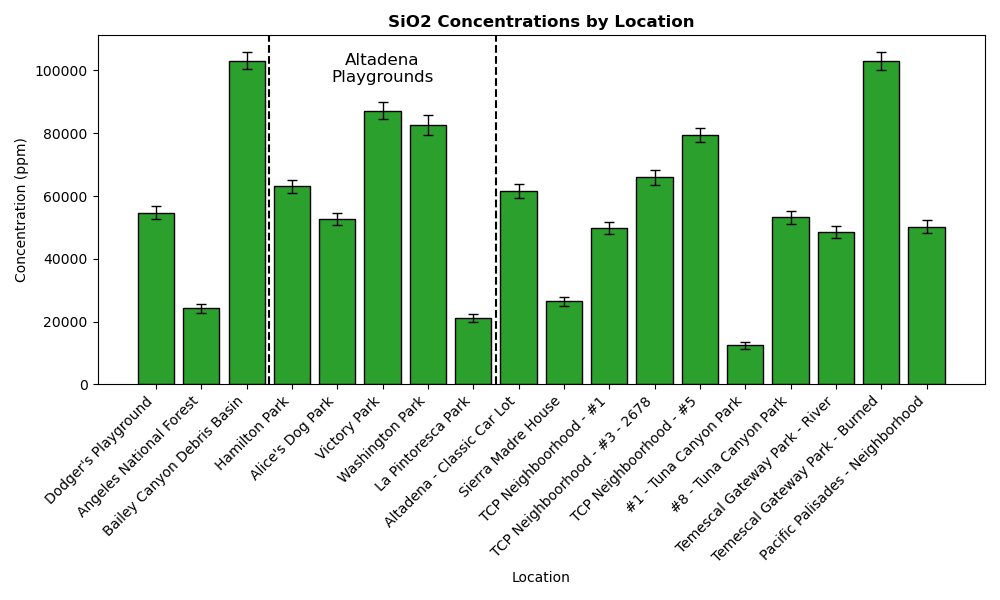 SiO2 Concentrations by Location
Altadena
Playgrounds
Concentration (ppm)
100000
80000
60000
40000
20000
0
Dodger's Playground
Angeles National Forest
Bailey Canyon Debris Basin
Hamilton Park
Alice's Dog Park
Victory Park
Washington Park
La Pintoresca Park
Altadena - Classic Car Lot
Sierra Madre House
TCP Neighboorhood - #1
TCP Neighboorhood - #3 - 2678
TCP Neighboorhood - #5
#1 - Tuna Canyon Park
#8 - Tuna Canyon Park
Temescal Gateway Park - River
Temescal Gateway Park - Burned
Pacific Palisades - Neighborhood
Location